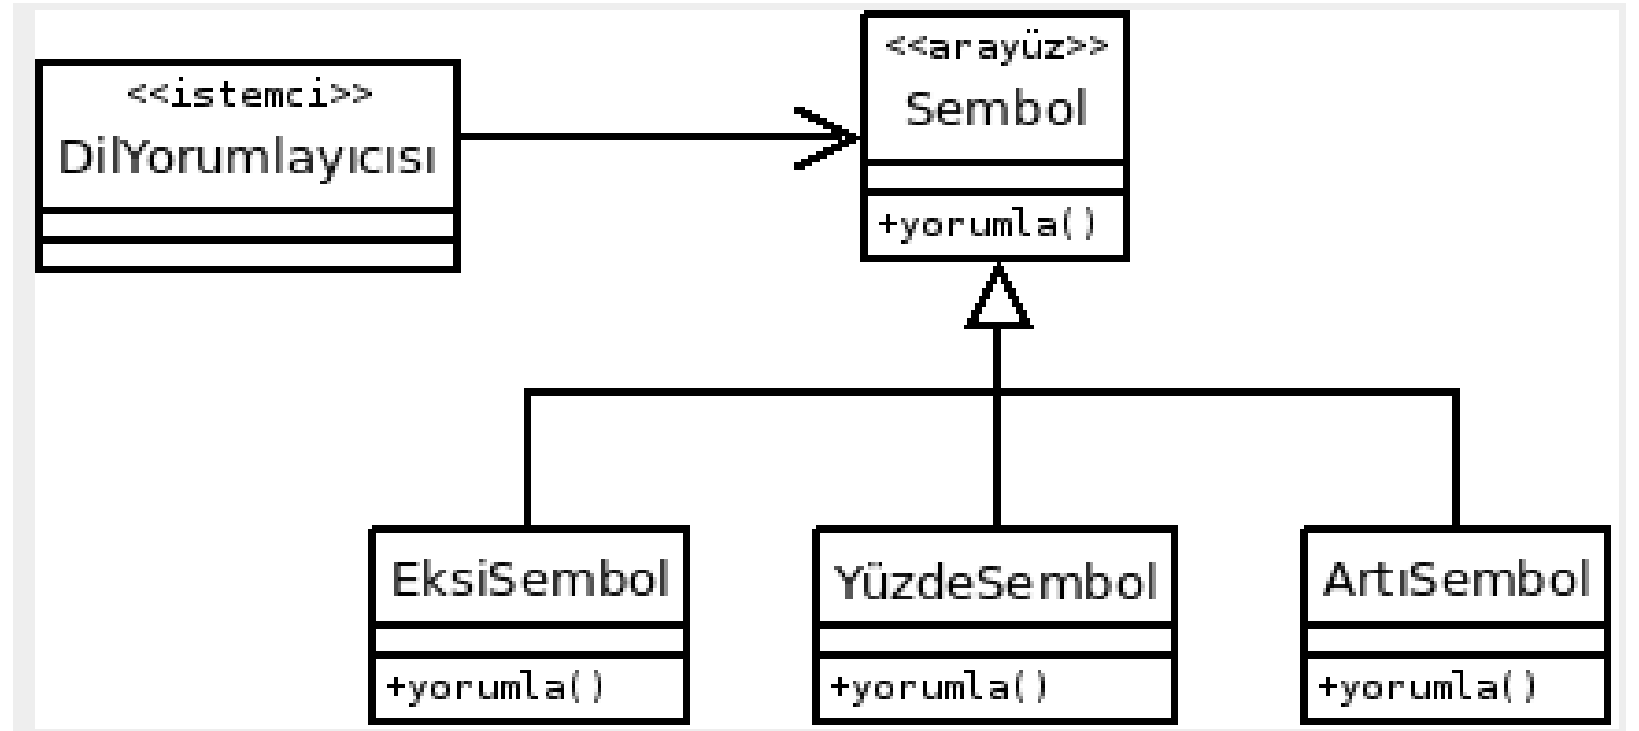 <<istemci>>
DilYorumlayıcısı
<<arayüz>>
Sembol
+yorumla()
EksiSembol
+yorumla()
YüzdeSembol
+yorumla()
ArtıSembol
+yorumla()